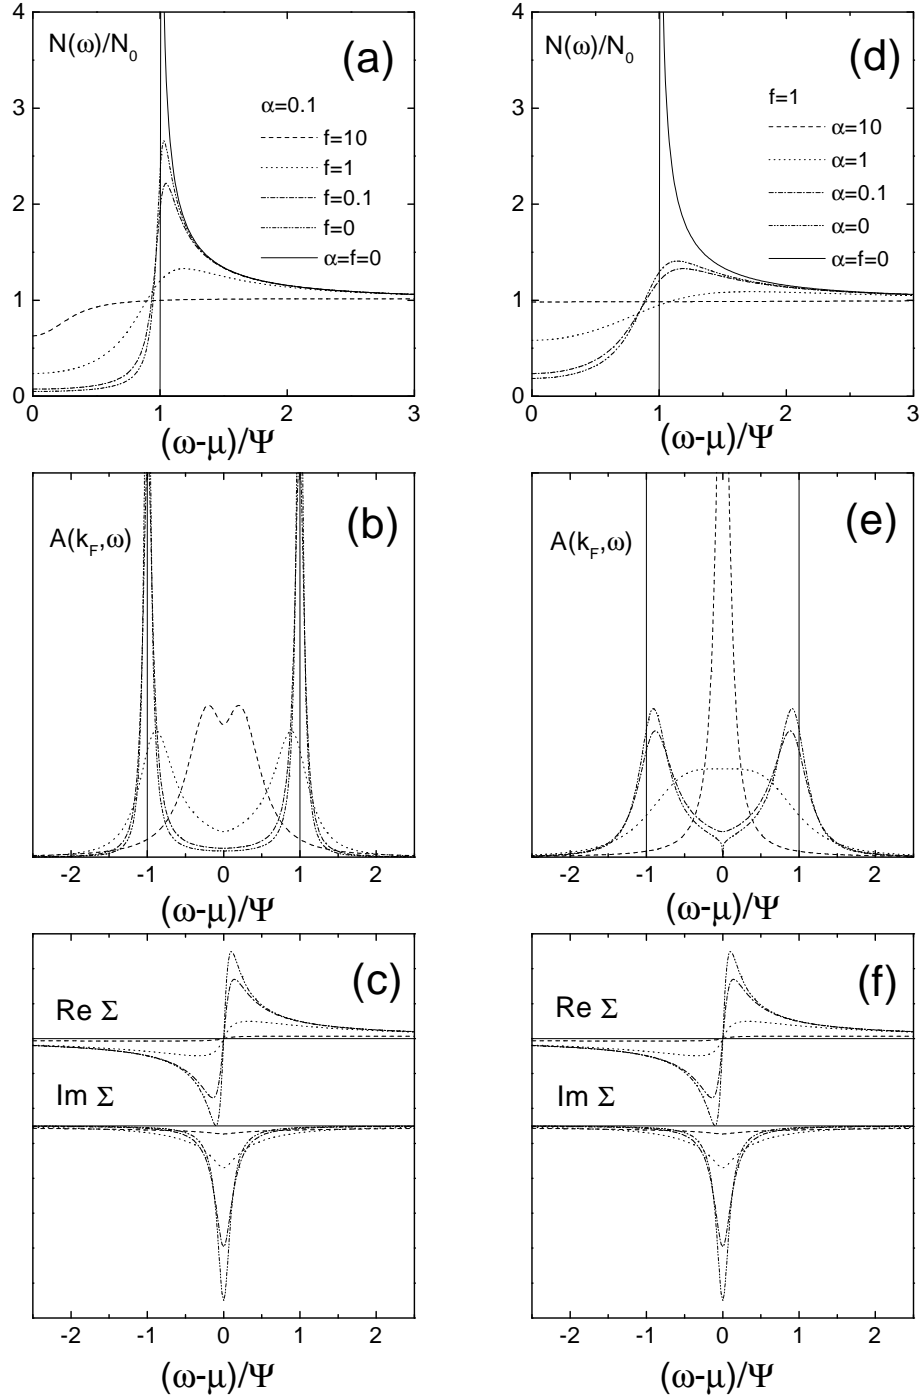 4
3
2
1
0
N(ω)/N0
(a)
α=0.1
f=10
f=1
f=0.1
f=0
α=f=0
0 1 2 3
(ω-μ)/Ψ
4
3
2
1
0
N(ω)/N0
(d)
f=1
α=10
α=1
α=0.1
α=0
α=f=0
0 1 2 3
(ω-μ)/Ψ
A(kF,ω)
(b)
-2 -1 0 1 2
(ω-μ)/Ψ
A(kF,ω)
(e)
-2 -1 0 1 2
(ω-μ)/Ψ
(c)
Re Σ
Im Σ
-2 -1 0 1 2
(ω-μ)/Ψ
(f)
Re Σ
Im Σ
-2 -1 0 1 2
(ω-μ)/Ψ